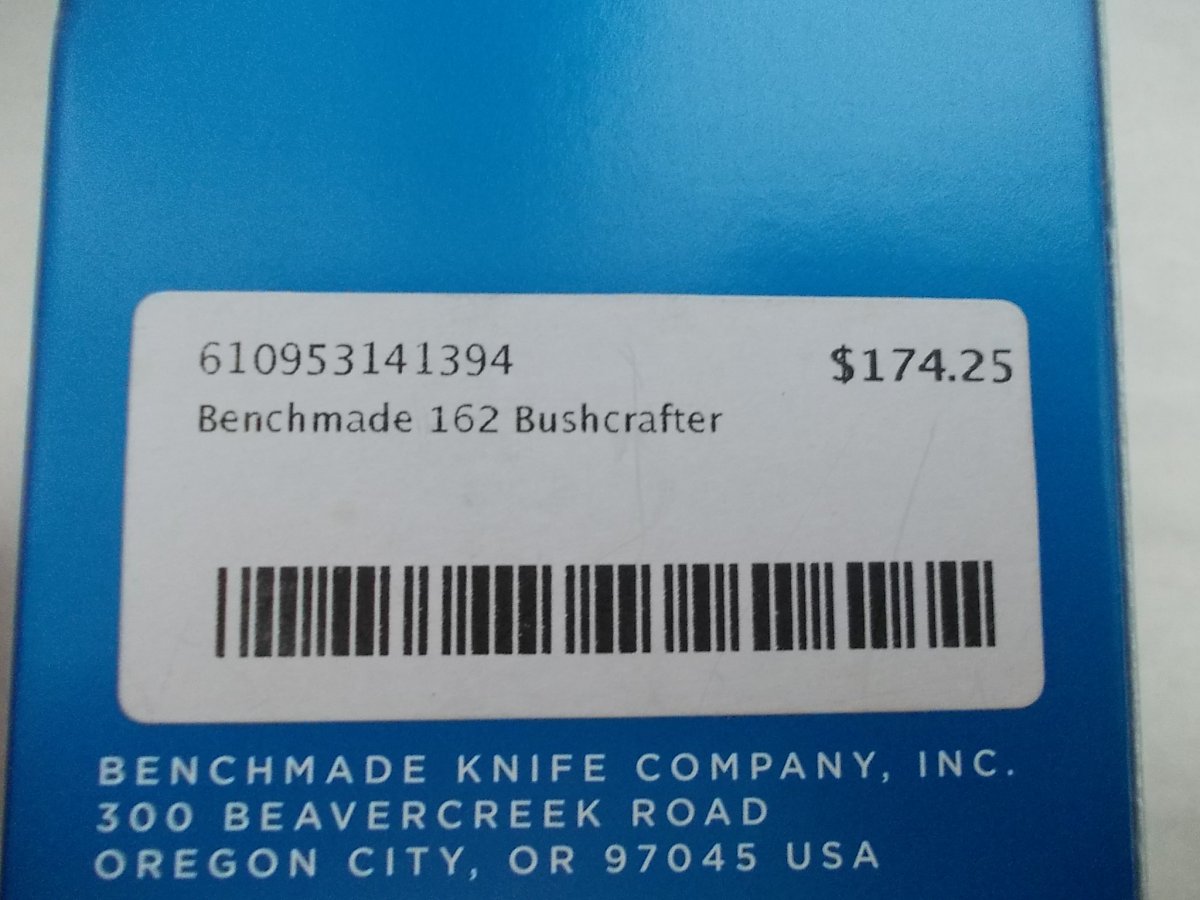 610953141394
$174.25
Benchmade 162 Bushcrafter
BENCHMADE KNIFE COMPANY, INC.
300 BEAVERCREEK ROAD
OREGON CITY, OR 97045 USA